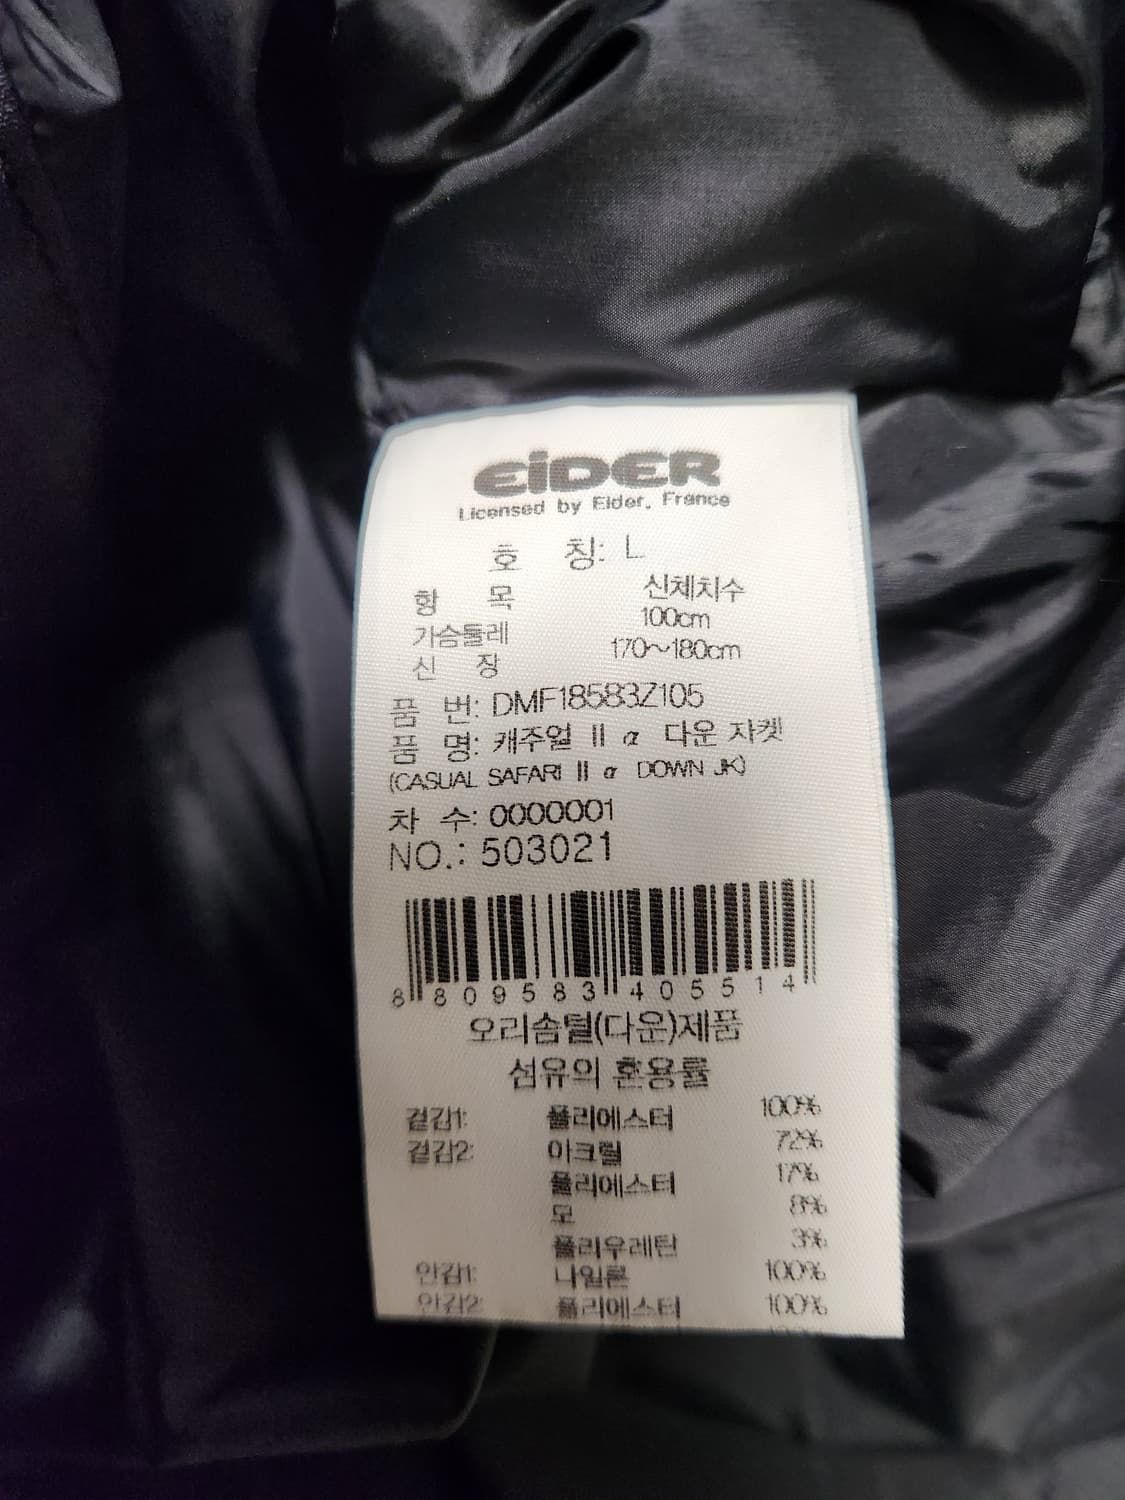 EiDER
Licensed by Eider, France
호 칭: L
항 목 신체치수
가슴둘레 100cm
신 장 170~180cm
품 번: DMF18583Z105
품 명: 캐주얼 II α 다운 자켓
(CASUAL SAFARI II α DOWN JK)
차 수: 0000001
NO.: 503021
8 809583 405514
오리솜털(다운)제품
섬유의 혼용률
겉감1: 폴리에스터 100%
겉감2: 아크릴 72%
폴리에스터 17%
모 8%
폴리우레탄 3%
안감1: 나일론 100%
안감2: 폴리에스터 100%